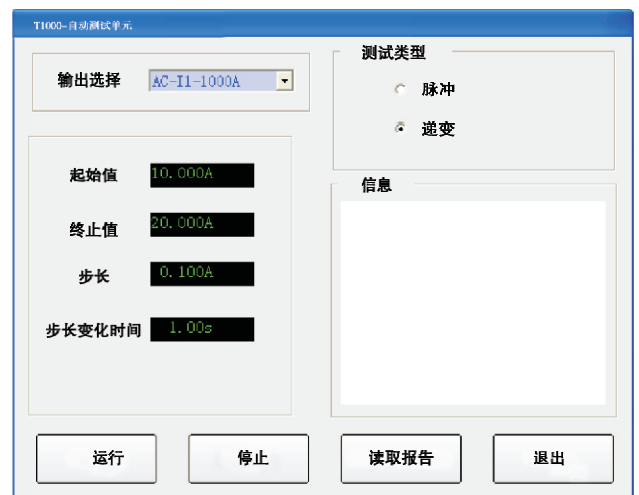 T1000-自动测试单元
输出选择 AC-I1-1000A
测试类型
脉冲
递变
起始值 10.000A
终止值 20.000A
步长 0.100A
步长变化时间 1.00s
信息
运行 停止 读取报告 退出